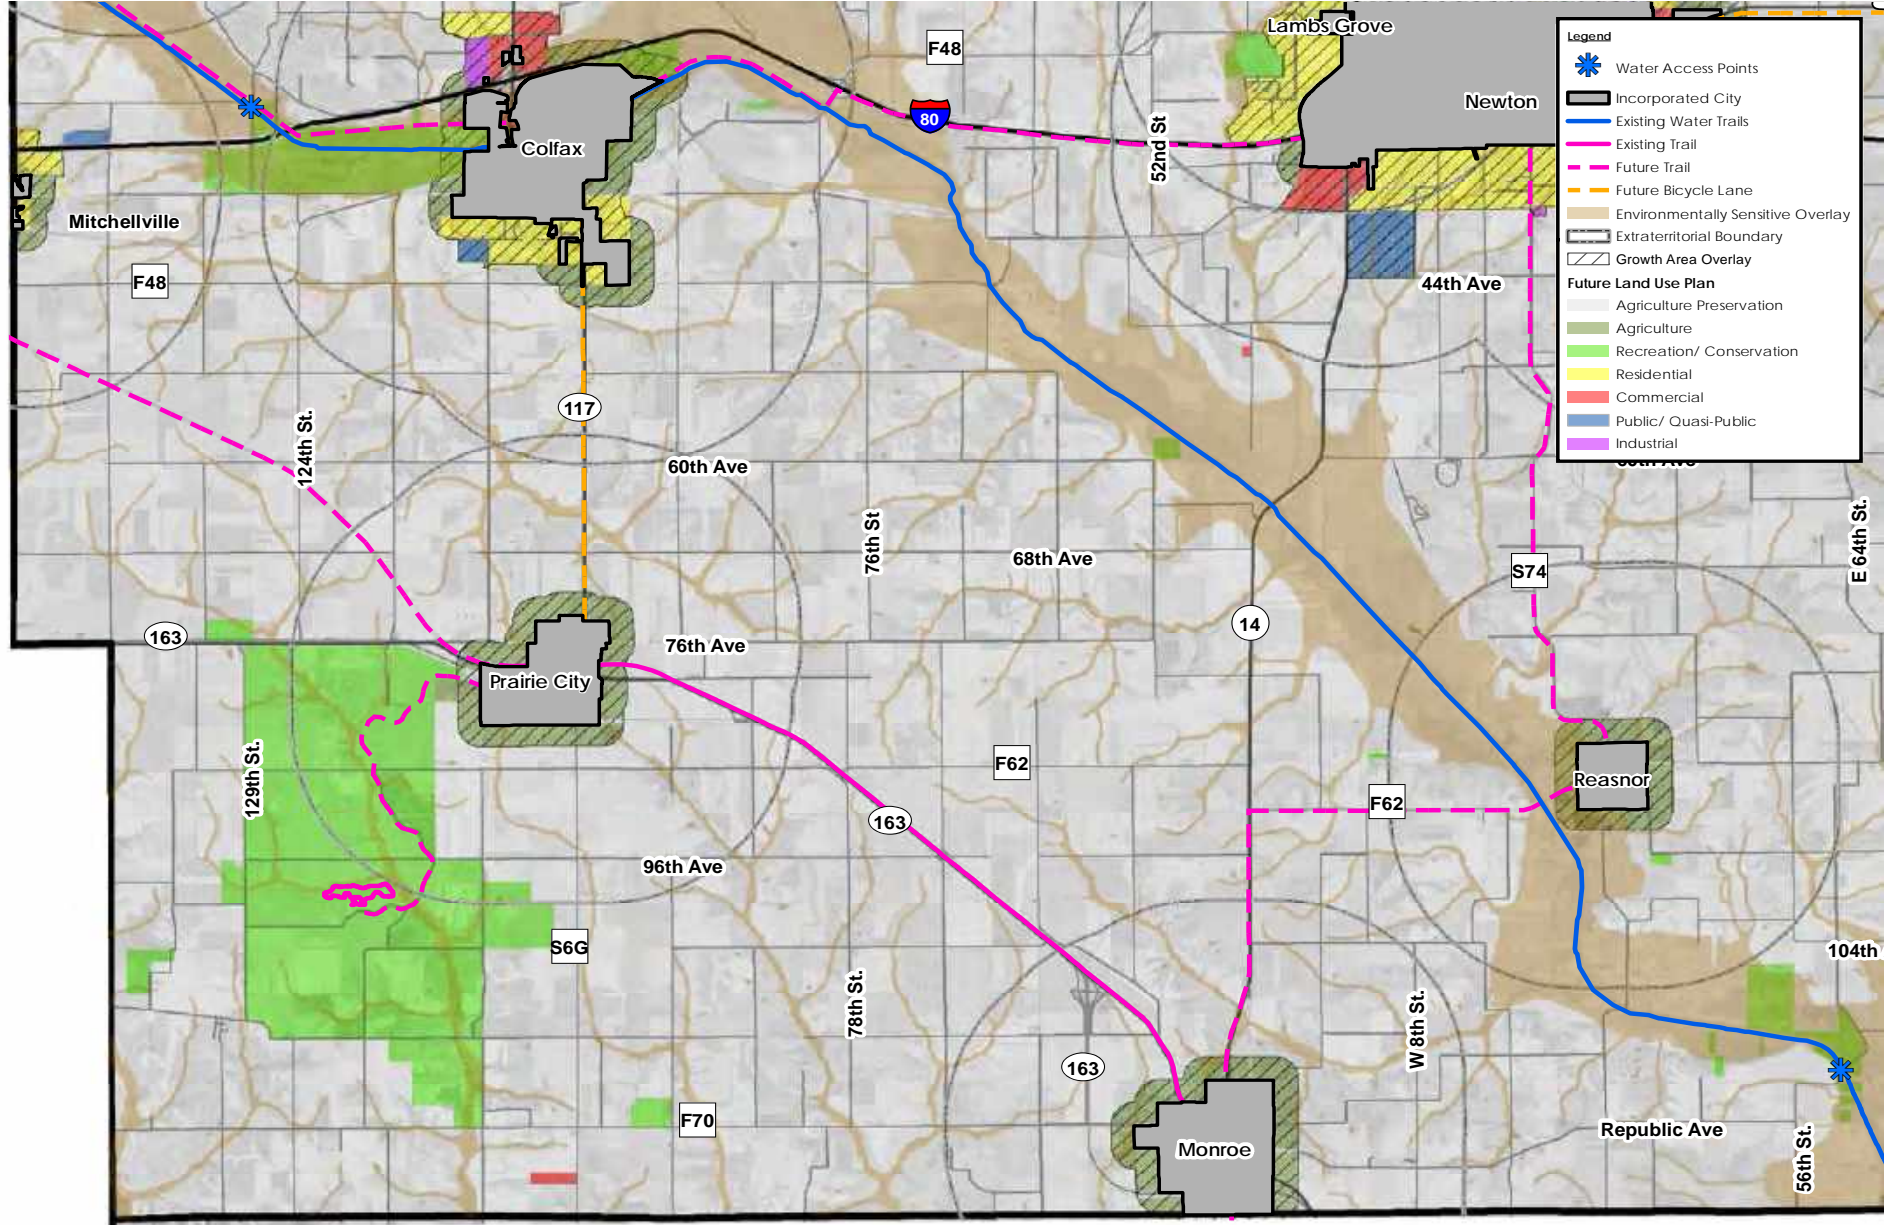 Lambs Grove
F48
Newton
80
52nd St
Colfax
Mitchellville
F48
44th Ave
Legend
Water Access Points
Incorporated City
Existing Water Trails
Existing Trail
Future Trail
Future Bicycle Lane
Environmentally Sensitive Overlay
Extraterritorial Boundary
Growth Area Overlay
Future Land Use Plan
Agriculture Preservation
Agriculture
Recreation/ Conservation
Residential
Commercial
Public/ Quasi-Public
Industrial
117
124th St.
60th Ave
76th St
68th Ave
S74
E 64th St.
163
76th Ave
14
Prairie City
129th St.
F62
Reasnor
F62
163
96th Ave
S6G
104th
78th St.
W 8th St.
163
F70
Monroe
Republic Ave
56th St.